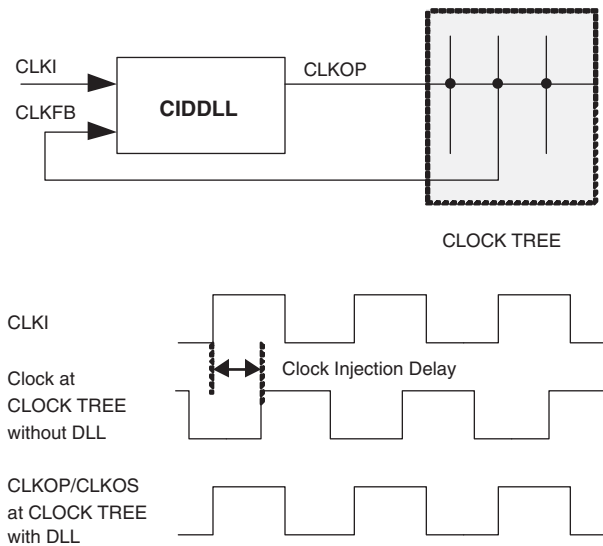 CLKI
CLKFB
CIDDLL
CLKOP
CLOCK TREE
CLKI
Clock Injection Delay
Clock at
CLOCK TREE
without DLL
CLKOP/CLKOS
at CLOCK TREE
with DLL